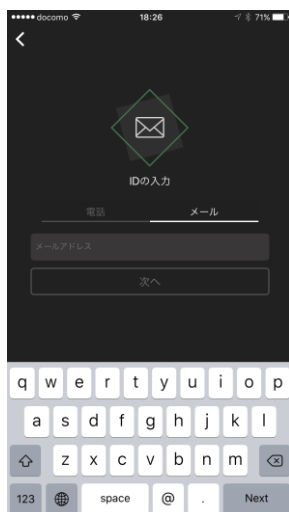 docomo 18:26 71%
IDの入力
電話 メール
メールアドレス
次へ
q w e r t y u i o p
a s d f g h j k l
z x c v b n m
123 space @ . Next